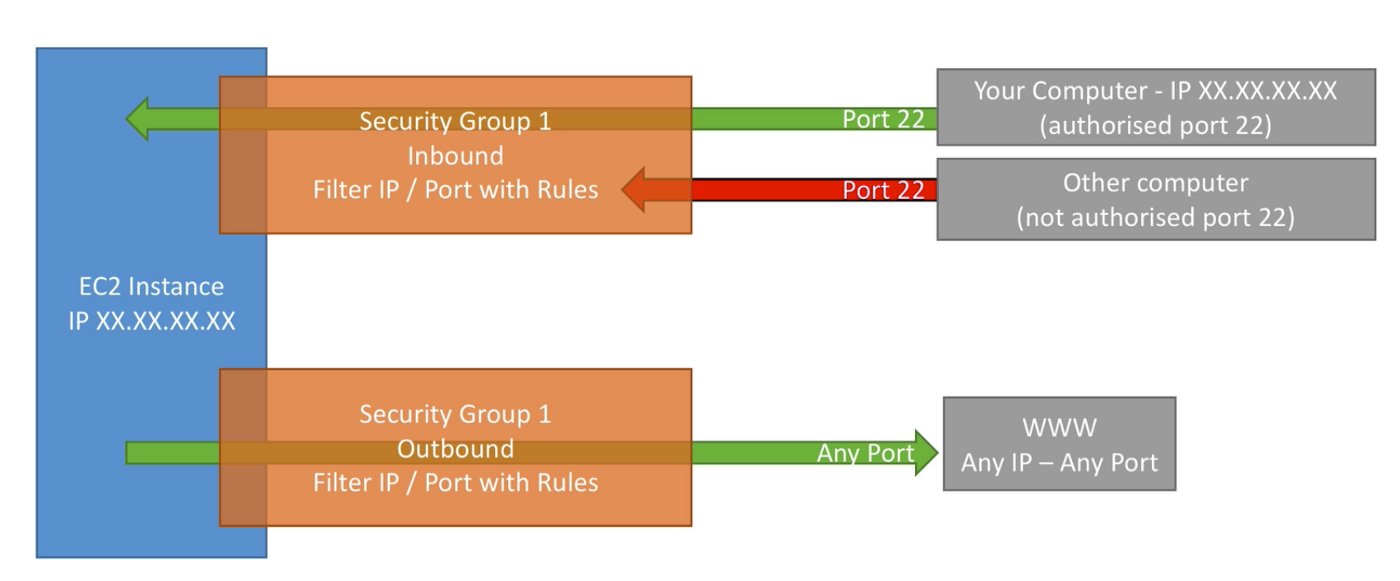 Your Computer - IP XX.XX.XX.XX
(authorised port 22)
Port 22
Security Group 1
Inbound
Filter IP / Port with Rules
Port 22
Other computer
(not authorised port 22)
EC2 Instance
IP XX.XX.XX.XX
Security Group 1
Outbound
Filter IP / Port with Rules
Any Port
WWW
Any IP – Any Port